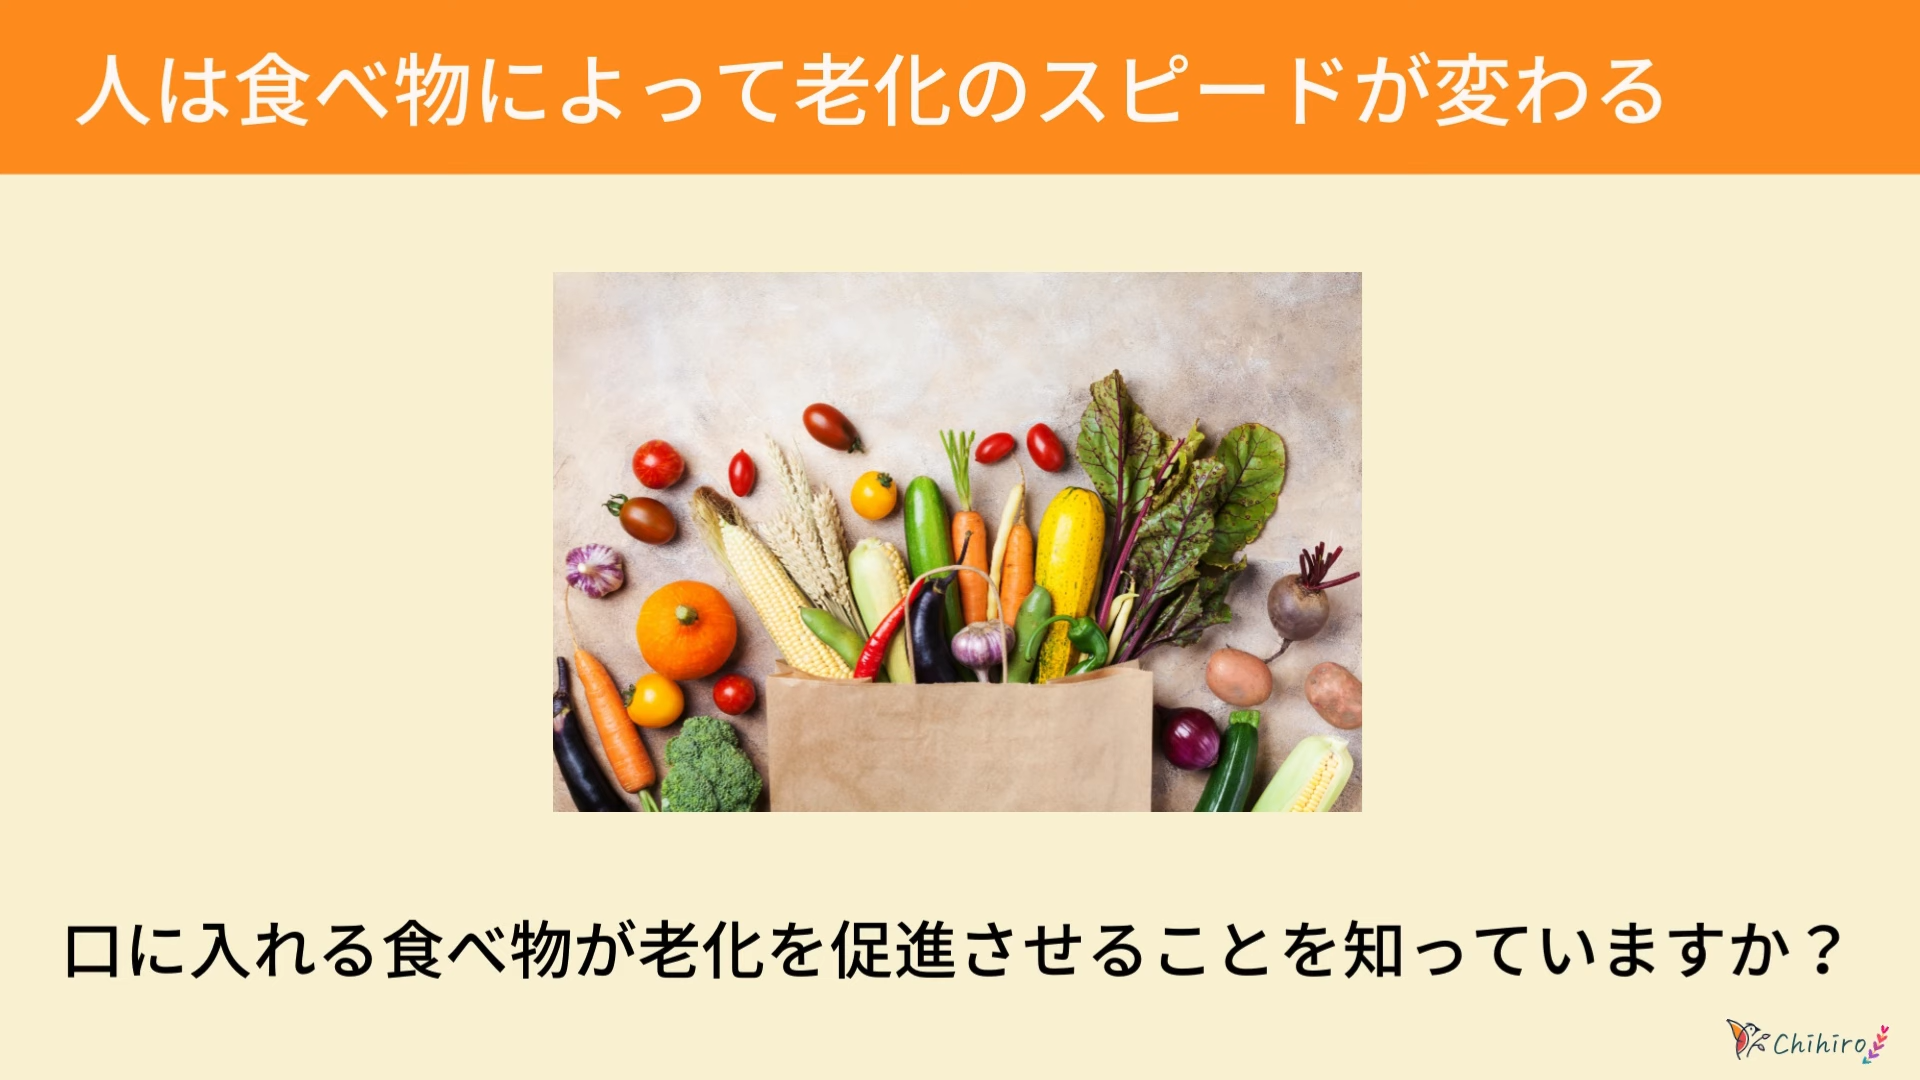 人は食べ物によって老化のスピードが変わる
口に入れる食べ物が老化を促進させることを知っていますか？
Chihiro